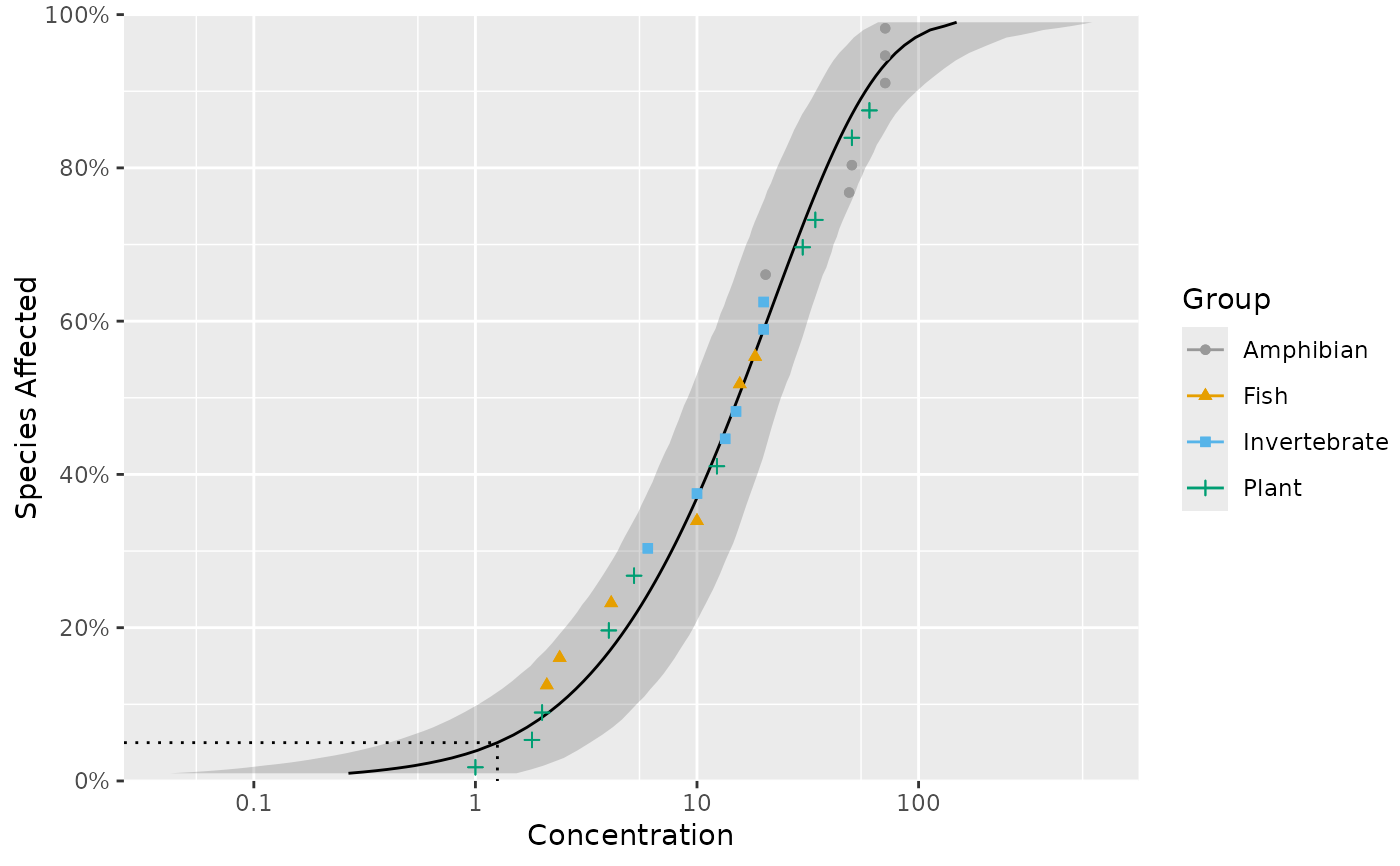 100%
80%
60%
40%
20%
0%
Species Affected
0.1
1
10
100
Concentration
Group
Amphibian
Fish
Invertebrate
Plant